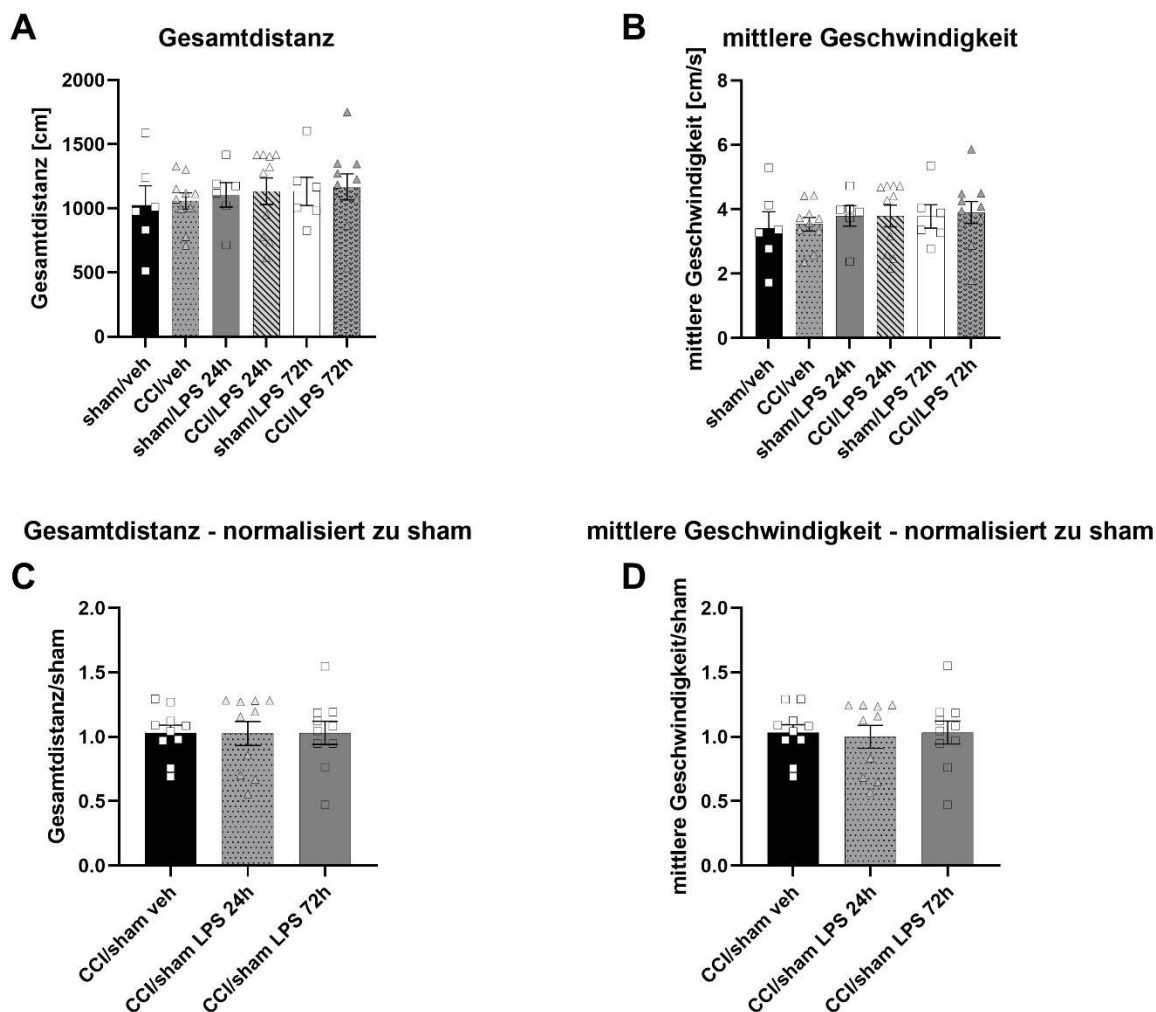 A
Gesamtdistanz
Gesamtdistanz [cm]
2000
1500
1000
500
0
sham/veh
CCI/veh
sham/LPS 24h
CCI/LPS 24h
sham/LPS 72h
CCI/LPS 72h
B
mittlere Geschwindigkeit
mittlere Geschwindigkeit [cm/s]
8
6
4
2
0
sham/veh
CCI/veh
sham/LPS 24h
CCI/LPS 24h
sham/LPS 72h
CCI/LPS 72h
Gesamtdistanz - normalisiert zu sham
C
Gesamtdistanz/sham
2.0
1.5
1.0
0.5
0.0
CCI/sham veh
CCI/sham LPS 24h
CCI/sham LPS 72h
mittlere Geschwindigkeit - normalisiert zu sham
D
mittlere Geschwindigkeit/sham
2.0
1.5
1.0
0.5
0.0
CCI/sham veh
CCI/sham LPS 24h
CCI/sham LPS 72h